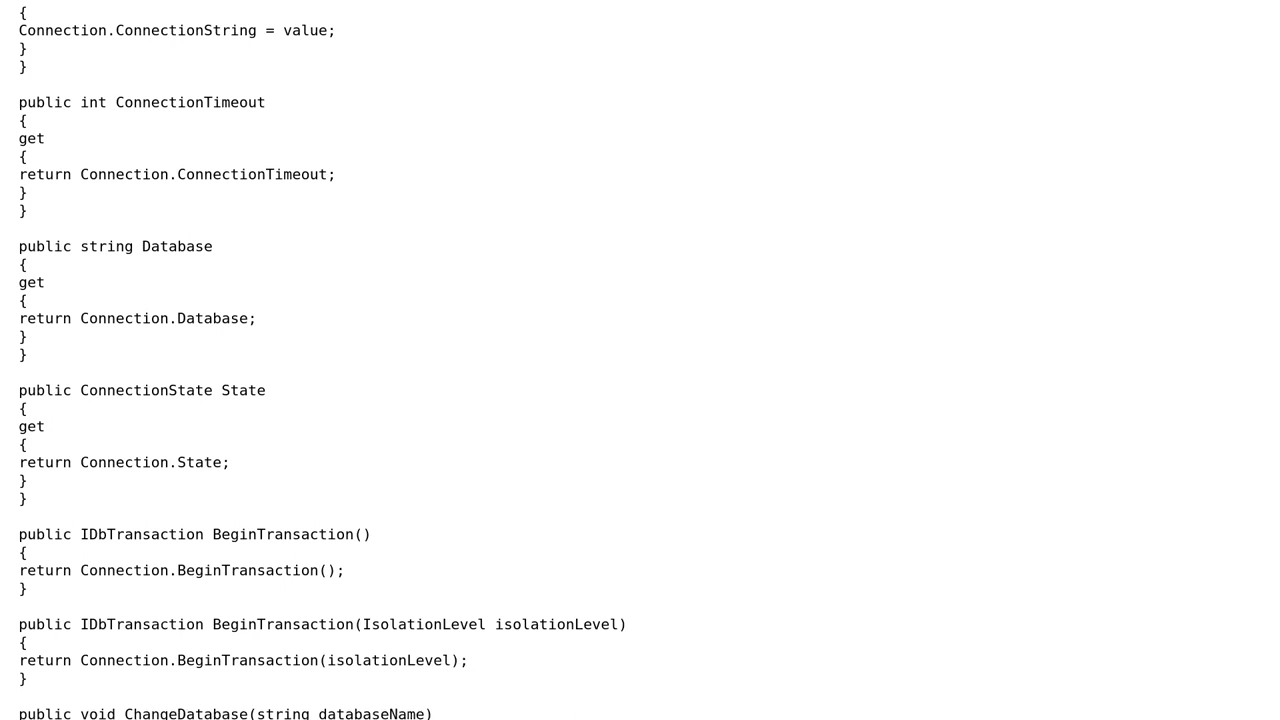 {
Connection.ConnectionString = value;
}
}

public int ConnectionTimeout
{
get
{
return Connection.ConnectionTimeout;
}
}

public string Database
{
get
{
return Connection.Database;
}
}

public ConnectionState State
{
get
{
return Connection.State;
}
}

public IDbTransaction BeginTransaction()
{
return Connection.BeginTransaction();
}

public IDbTransaction BeginTransaction(IsolationLevel isolationLevel)
{
return Connection.BeginTransaction(isolationLevel);
}

public void ChangeDatabase(string databaseName)